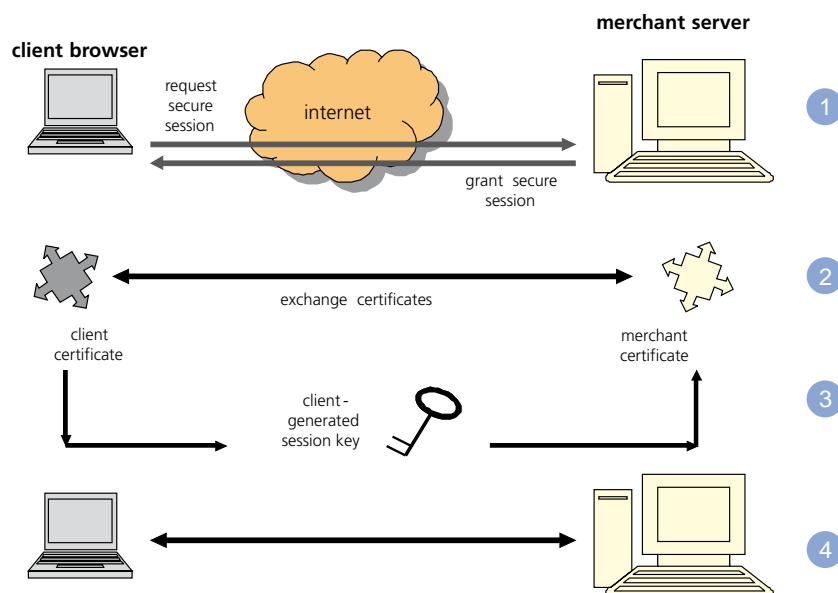 client browser
merchant server
request
secure
session
internet
1
grant secure
session
2
exchange certificates
client
certificate
merchant
certificate
client-
generated
session key
3
4